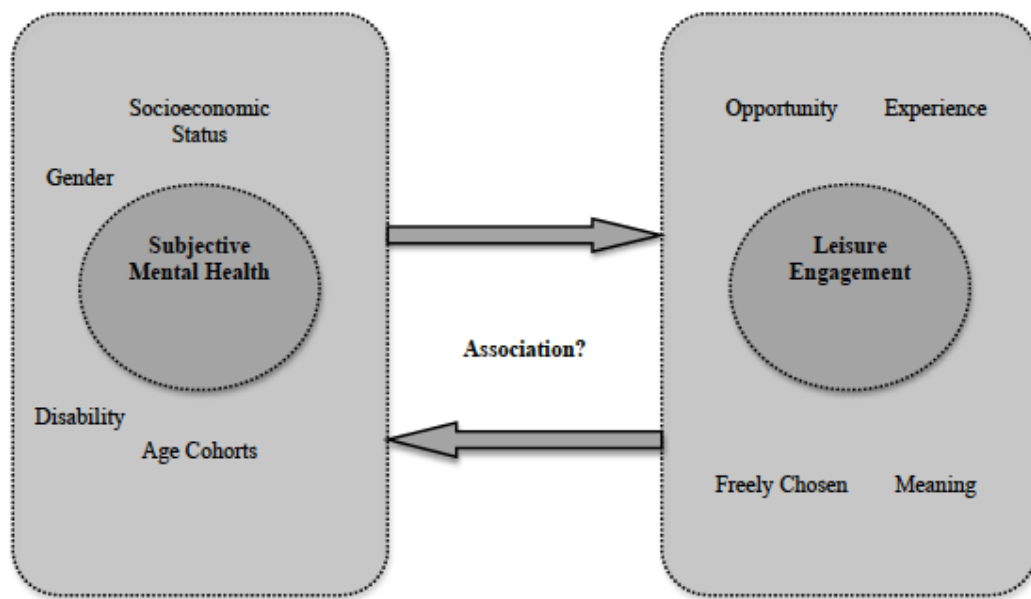 Socioeconomic
Status
Gender
Subjective
Mental Health
Disability
Age Cohorts
Association?
Opportunity
Experience
Leisure
Engagement
Freely Chosen
Meaning